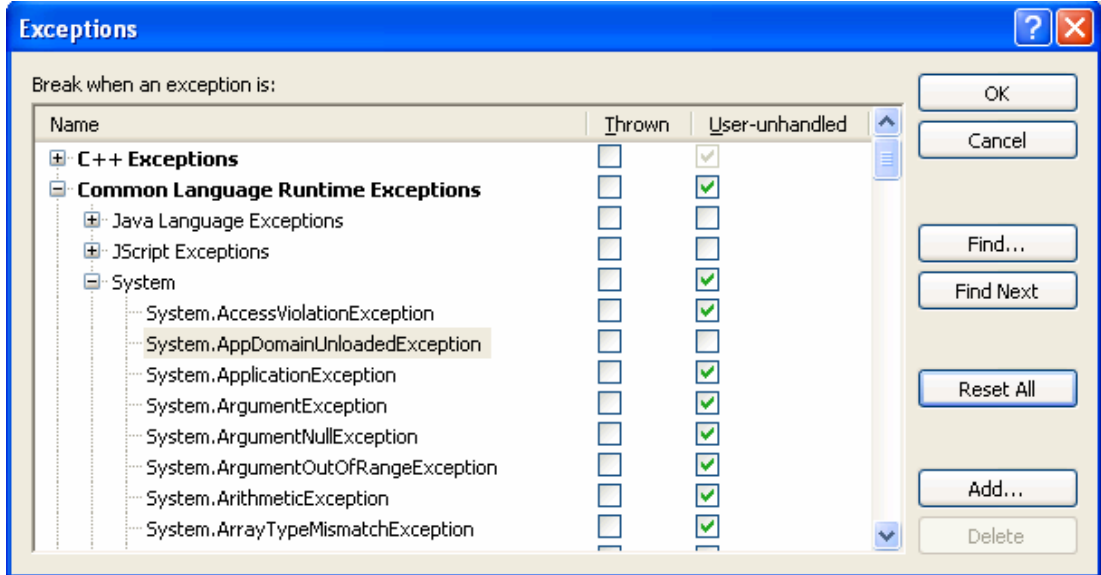 Exceptions
Break when an exception is:
Name Thrown User-unhandled
C++ Exceptions
Common Language Runtime Exceptions
Java Language Exceptions
JScript Exceptions
System
System.AccessViolationException
System.AppDomainUnloadedException
System.ApplicationException
System.ArgumentException
System.ArgumentNullException
System.ArgumentOutOfRangeException
System.ArithmeticException
System.ArrayTypeMismatchException
OK
Cancel
Find...
Find Next
Reset All
Add...
Delete